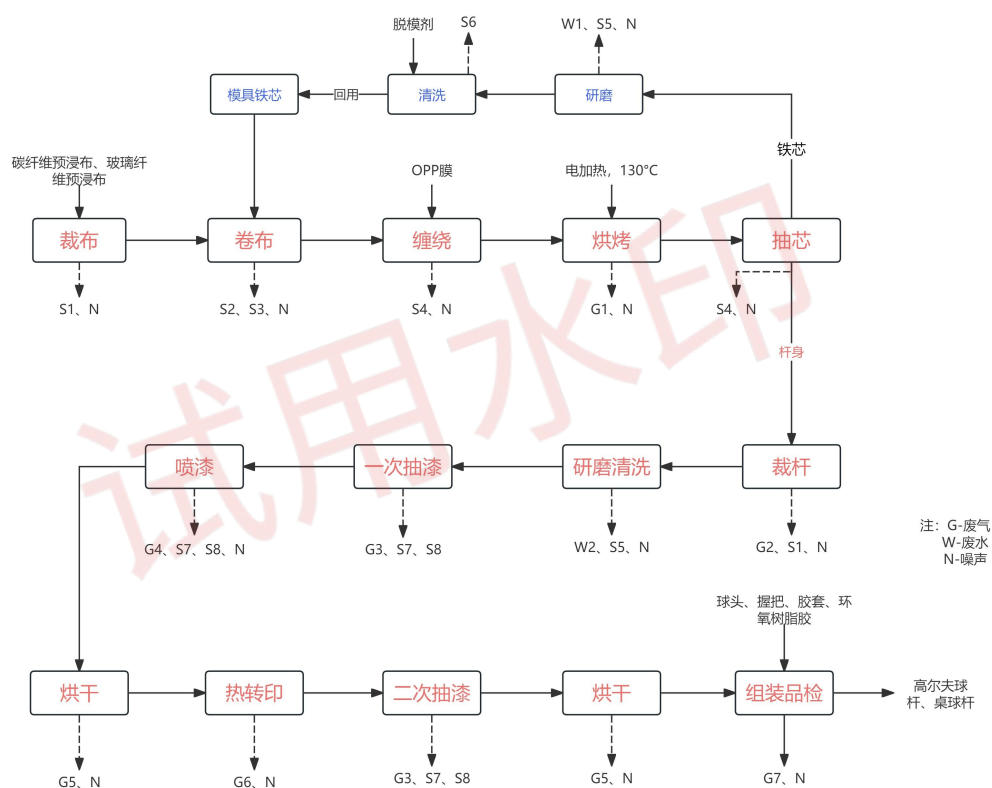 脱模剂
S6
W1、S5、N
模具铁芯
回用
清洗
研磨
铁芯
碳纤维预浸布、玻璃纤
维预浸布
OPP膜
电加热，130°C
裁布
卷布
缠绕
烘烤
抽芯
S1、N
S2、S3、N
S4、N
G1、N
S4、N
杆身
喷漆
一次抽漆
研磨清洗
裁杆
G4、S7、S8、N
G3、S7、S8
W2、S5、N
G2、S1、N
注：G-废气
W-废水
N-噪声
球头、握把、胶套、环
氧树脂胶
烘干
热转印
二次抽漆
烘干
组装品检
高尔夫球
杆、桌球杆
G5、N
G6、N
G3、S7、S8
G5、N
G7、N
试用水印